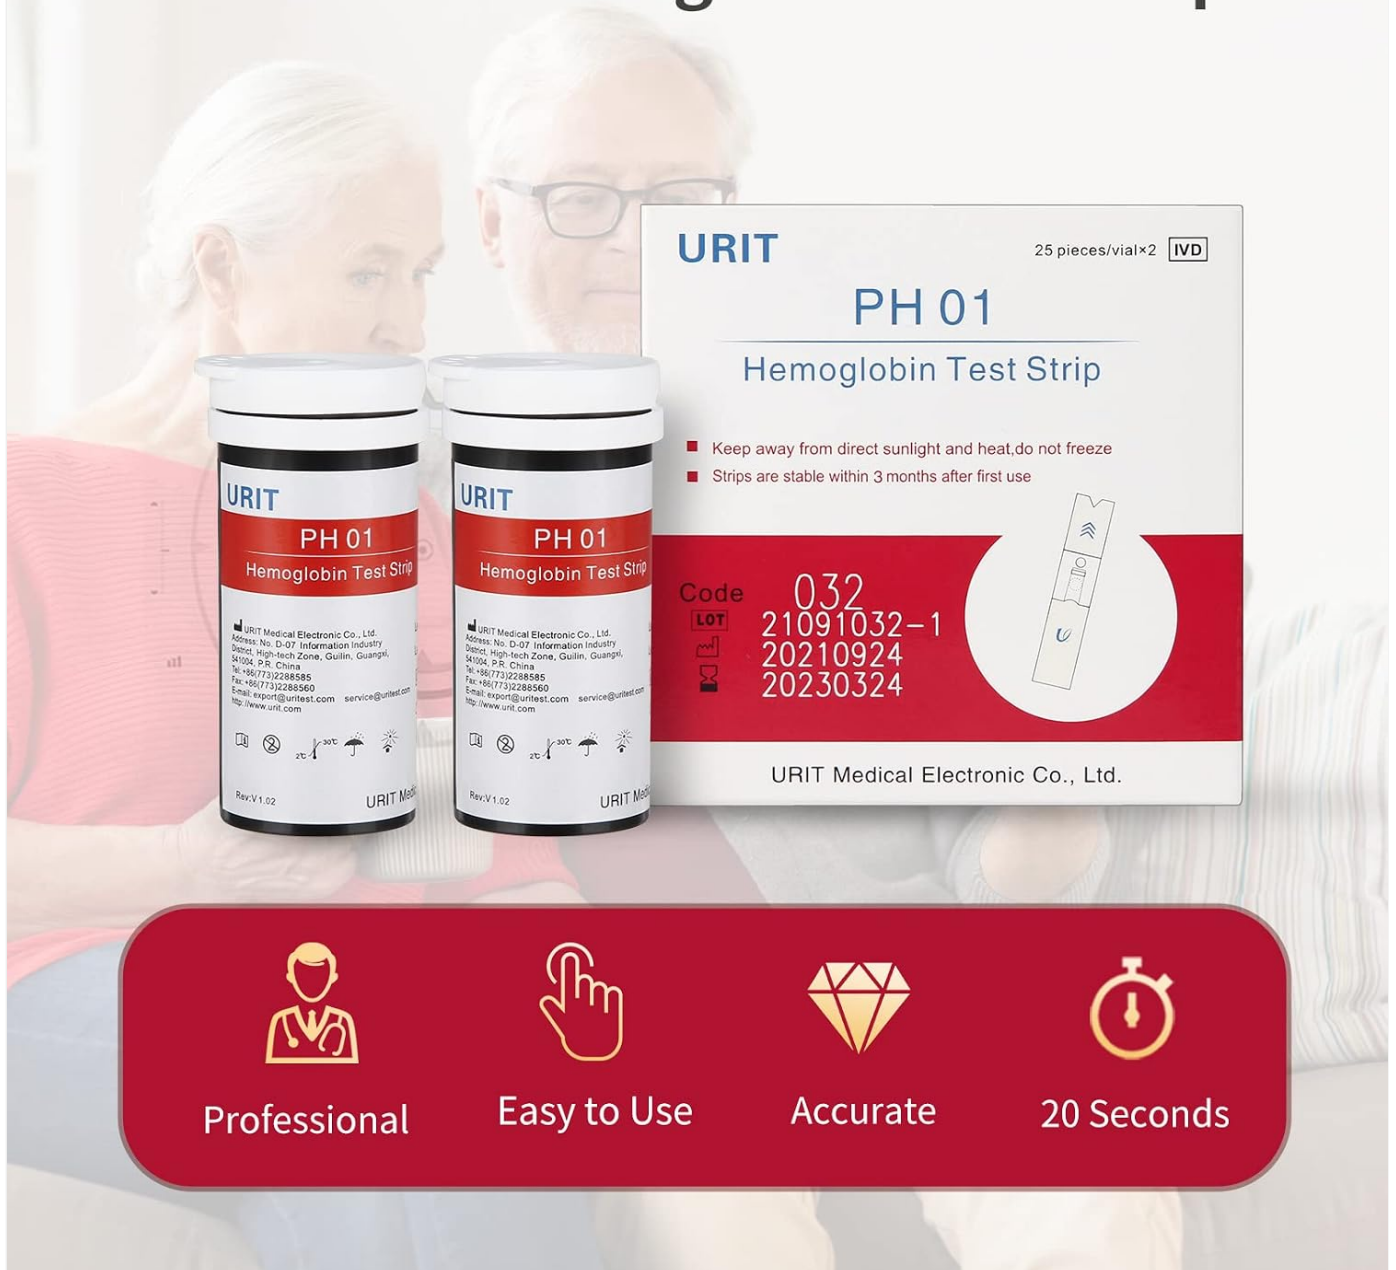 URIT
25 pieces/vial×2 IVD
PH 01
Hemoglobin Test Strip
Keep away from direct sunlight and heat,do not freeze
Strips are stable within 3 months after first use
Code 032
LOT 21091032-1
20210924
20230324
URIT Medical Electronic Co., Ltd.
URIT
PH 01
Hemoglobin Test Strip
URIT Medical Electronic Co., Ltd.
Address: No. D-07 Information Industry
District, High-tech Zone, Guilin, Guangxi,
541004, P.R. China
Tel:+86(773)2288585
Fax:+86(773)2288560
E-mail: export@uritest.com service@uritest.com
http://www.urit.com
2℃ 30℃
Rev:V1.02
URIT
URIT
PH 01
Hemoglobin Test Strip
URIT Medical Electronic Co., Ltd.
Address: No. D-07 Information Industry
District, High-tech Zone, Guilin, Guangxi,
541004, P.R. China
Tel:+86(773)2288585
Fax:+86(773)2288560
E-mail: export@uritest.com service@uritest.com
http://www.urit.com
2℃ 30℃
Rev:V1.02
URIT
Professional
Easy to Use
Accurate
20 Seconds